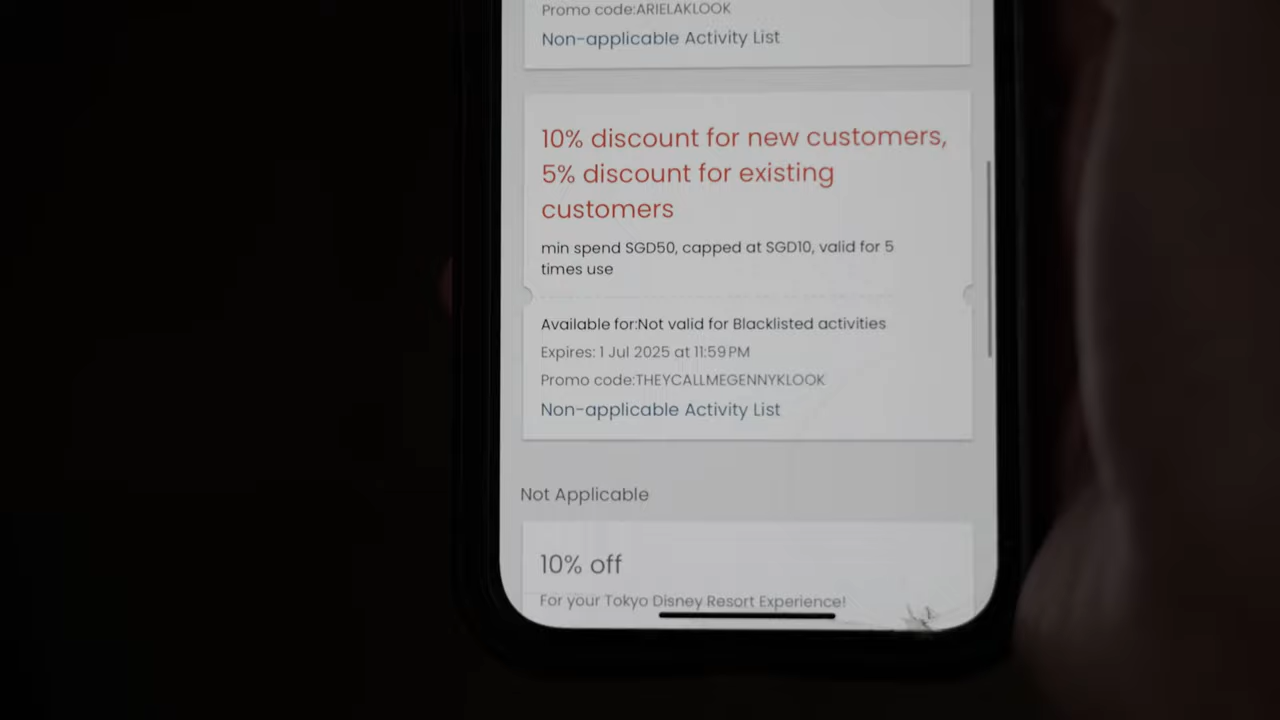 Promo code:ARIELAKLOOK
Non-applicable Activity List
10% discount for new customers,
5% discount for existing
customers
min spend SGD50, capped at SGD10, valid for 5
times use
Available for:Not valid for Blacklisted activities
Expires: 1 Jul 2025 at 11:59 PM
Promo code:THEYCALLMEGENNYKLOOK
Non-applicable Activity List
Not Applicable
10% off
For your Tokyo Disney Resort Experience!